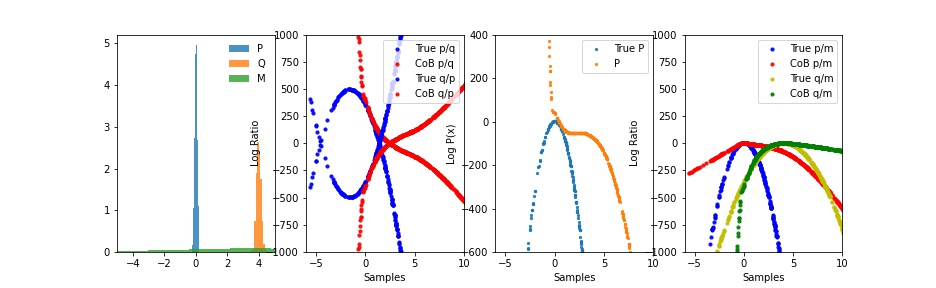 P
Q
M
5
4
3
2
1
0
−4
−2
0
2
4
Log Ratio
1000
750
500
250
0
−250
−500
−750
1000
True p/q
CoB p/q
True q/p
CoB q/p
−5
0
5
10
Samples
Log P(x)
400
200
0
−200
−400
−600
True P
P
−5
0
5
10
Samples
Log Ratio
1000
750
500
250
0
−250
−500
−750
1000
True p/m
CoB p/m
True q/m
CoB q/m
−5
0
5
10
Samples